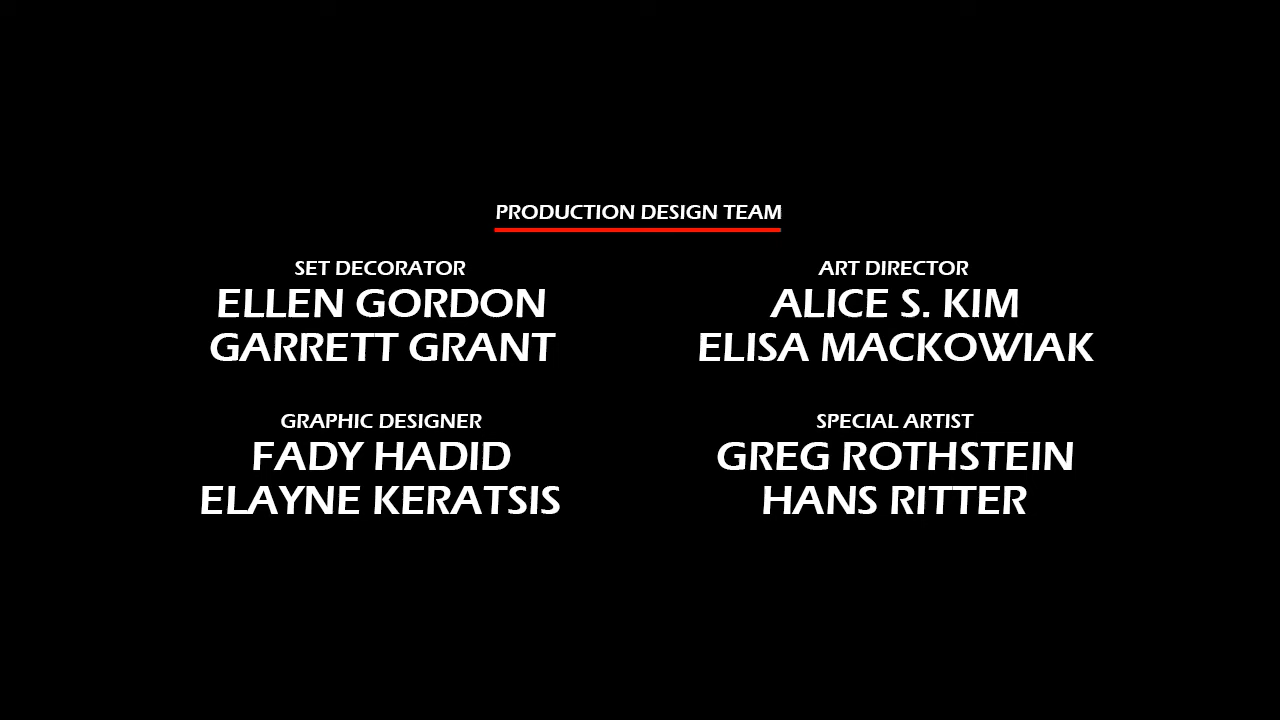 PRODUCTION DESIGN TEAM
SET DECORATOR
ELLEN GORDON
GARRETT GRANT
ART DIRECTOR
ALICE S. KIM
ELISA MACKOWIAK
GRAPHIC DESIGNER
FADY HADID
ELAYNE KERATSIS
SPECIAL ARTIST
GREG ROTHSTEIN
HANS RITTER